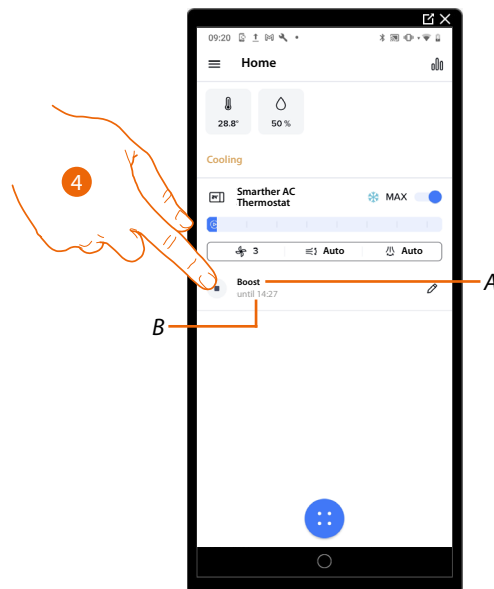 09:20
Home
28.8°
50 %
Cooling
Smarther AC
Thermostat
MAX
3
Auto
Auto
Boost
until 14:27
4
A
B